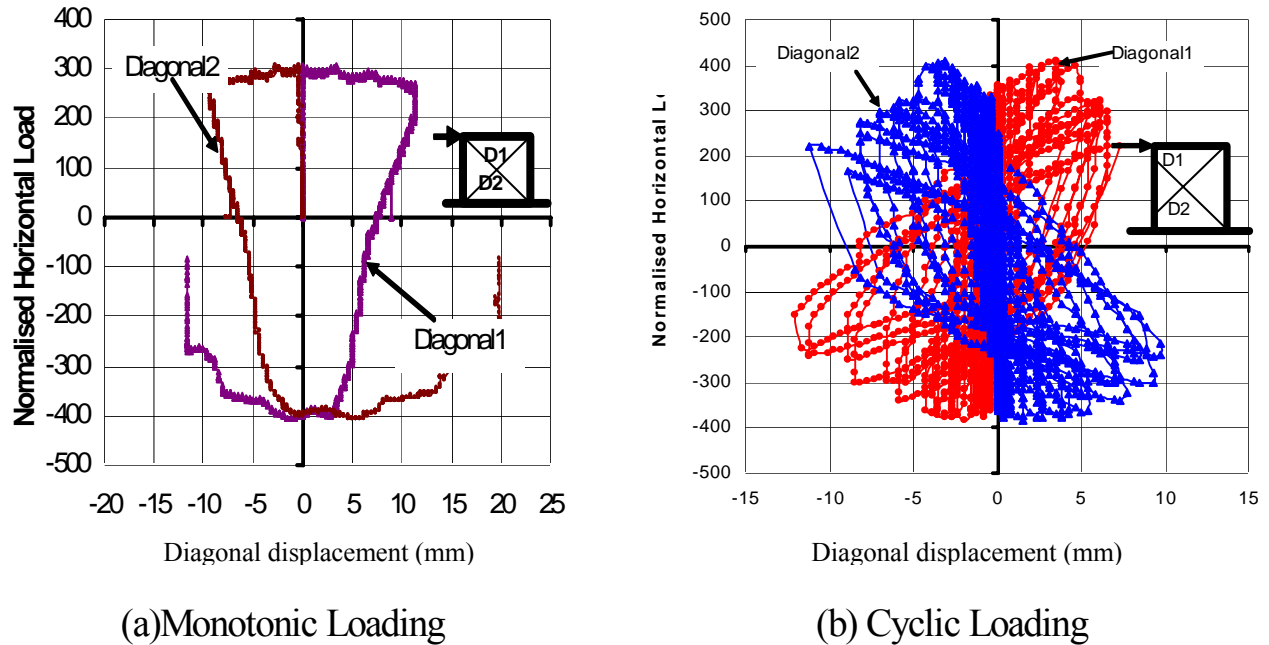 400
300
200
100
0
-100
-200
-300
-400
-500
Normalised Horizontal Load
-20 -15 -10 -5 0 5 10 15 20 25
Diagonal2
Diagonal1
D1
D2
Diagonal displacement (mm)
(a)Monotonic Loading
500
400
300
200
100
0
-100
-200
-300
-400
-500
Normalised Horizontal
-15 -10 -5 0 5 10 15
Diagonal2
Diagonal1
D1
D2
Diagonal displacement (mm)
(b) Cyclic Loading